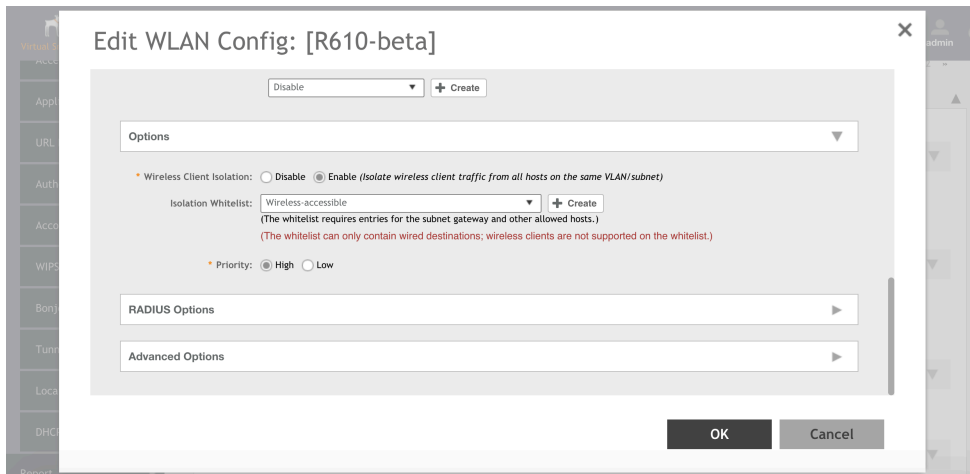 Edit WLAN Config: [R610-beta]
admin
Disable
Create
Appl
Options
URL
* Wireless Client Isolation: Disable Enable (Isolate wireless client traffic from all hosts on the same VLAN/subnet)
Auth
Isolation Whitelist: Wireless-accessible Create
(The whitelist requires entries for the subnet gateway and other allowed hosts.)
Acco
(The whitelist can only contain wired destinations; wireless clients are not supported on the whitelist.)
WIPS
* Priority: High Low
Bonj
RADIUS Options
Tunn
Advanced Options
Loca
DHCP
OK Cancel
Report